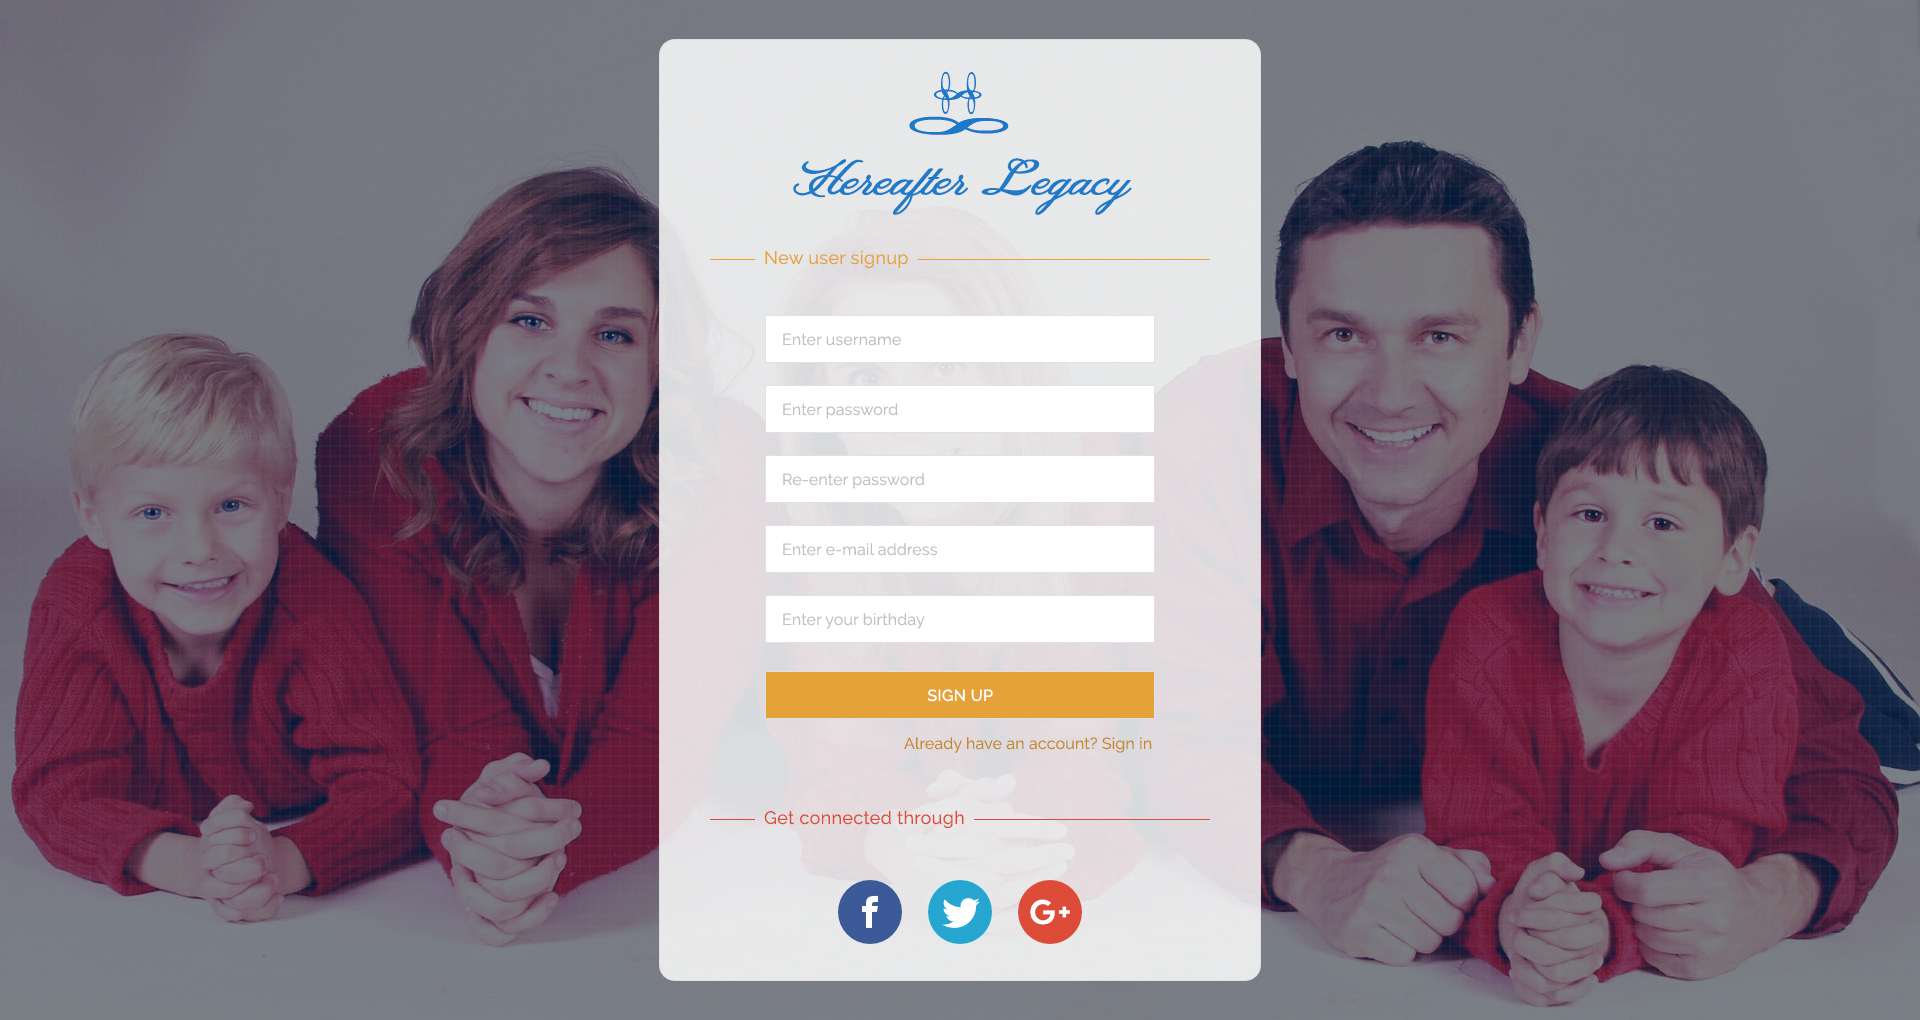 Hereafter Legacy
New user signup
Enter username
Enter password
Re-enter password
Enter e-mail address
Enter your birthday
SIGN UP
Already have an account? Sign in
Get connected through
f
G+